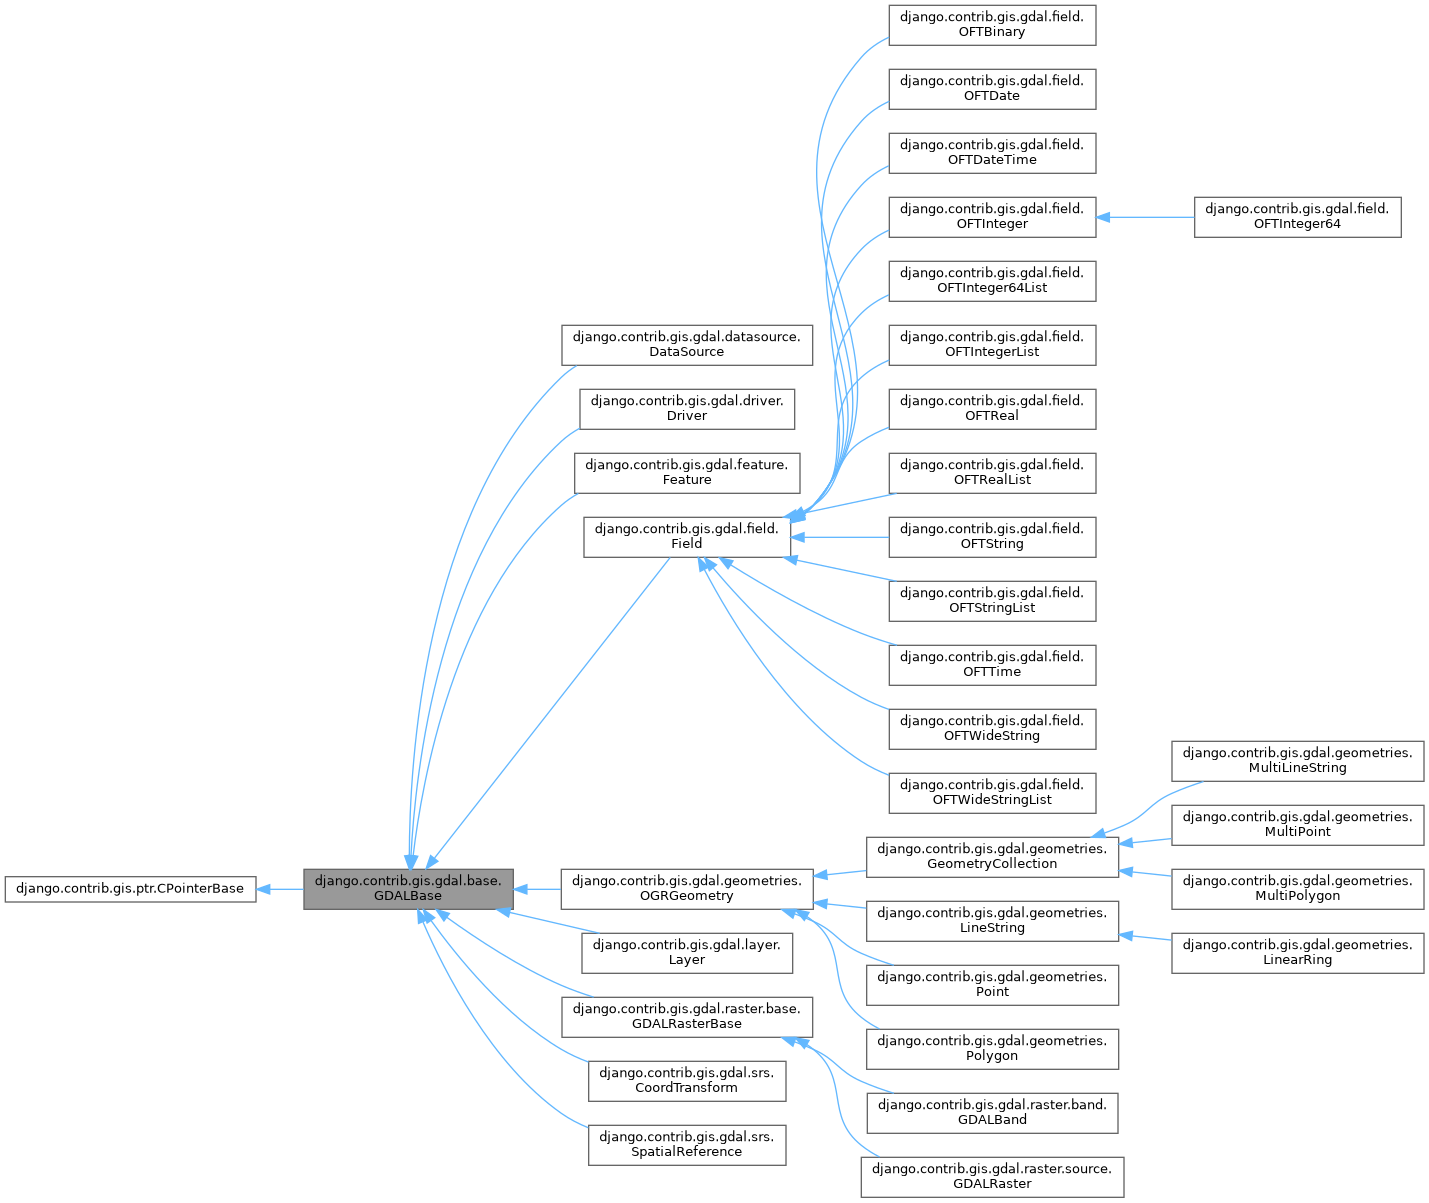 django.contrib.gis.gdal.field.
OFTBinary
django.contrib.gis.gdal.field.
OFTDate
django.contrib.gis.gdal.field.
OFTDateTime
django.contrib.gis.gdal.field.
OFTInteger
django.contrib.gis.gdal.field.
OFTInteger64
django.contrib.gis.gdal.field.
OFTInteger64List
django.contrib.gis.gdal.field.
OFTIntegerList
django.contrib.gis.gdal.datasource.
DataSource
django.contrib.gis.gdal.driver.
Driver
django.contrib.gis.gdal.field.
OFTReal
django.contrib.gis.gdal.feature.
Feature
django.contrib.gis.gdal.field.
OFTRealList
django.contrib.gis.gdal.field.
Field
django.contrib.gis.gdal.field.
OFTString
django.contrib.gis.gdal.field.
OFTStringList
django.contrib.gis.gdal.field.
OFTTime
django.contrib.gis.gdal.field.
OFTWideString
django.contrib.gis.gdal.field.
OFTWideStringList
django.contrib.gis.gdal.geometries.
MultiLineString
django.contrib.gis.gdal.geometries.
MultiPoint
django.contrib.gis.gdal.geometries.
GeometryCollection
django.contrib.gis.gdal.geometries.
MultiPolygon
django.contrib.gis.ptr.CPointerBase
django.contrib.gis.gdal.base.
GDALBase
django.contrib.gis.gdal.geometries.
OGRGeometry
django.contrib.gis.gdal.geometries.
LineString
django.contrib.gis.gdal.geometries.
LinearRing
django.contrib.gis.gdal.layer.
Layer
django.contrib.gis.gdal.geometries.
Point
django.contrib.gis.gdal.raster.base.
GDALRasterBase
django.contrib.gis.gdal.geometries.
Polygon
django.contrib.gis.gdal.srs.
CoordTransform
django.contrib.gis.gdal.raster.band.
GDALBand
django.contrib.gis.gdal.srs.
SpatialReference
django.contrib.gis.gdal.raster.source.
GDALRaster